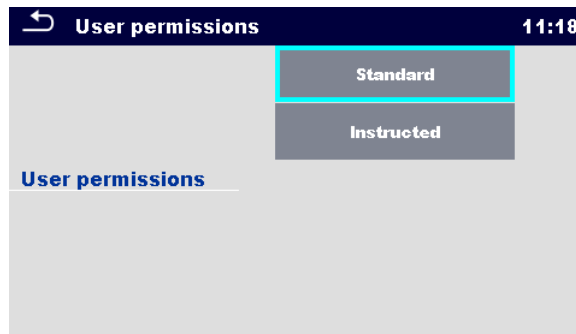 User permissions 11:18
Standard
Instructed
User permissions